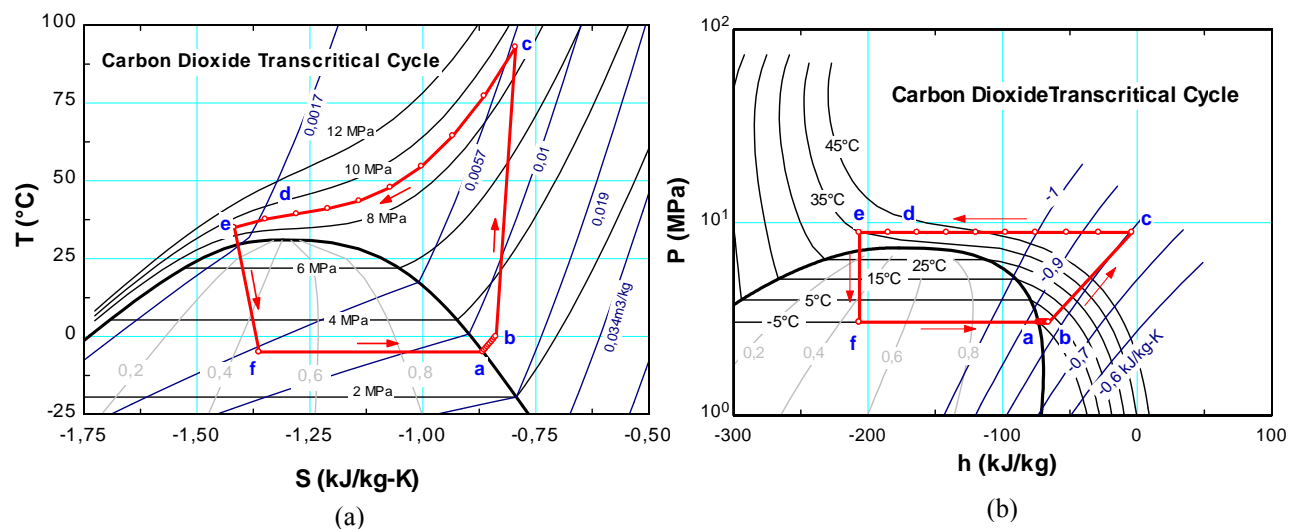 Carbon Dioxide Transcritical Cycle
T (°C)
100
75
50
25
0
-25
-1,75
-1,50
-1,25
-1,00
-0,75
-0,50
S (kJ/kg-K)
12 MPa
10 MPa
8 MPa
6 MPa
4 MPa
2 MPa
0,0017
0,0057
0,01
0,019
0,034m3/kg
0,2
0,4
0,6
0,8
a
b
c
d
e
f
(a)
Carbon DioxideTranscritical Cycle
P (MPa)
10²
10¹
10⁰
-300
-200
-100
0
100
h (kJ/kg)
45°C
35°C
25°C
15°C
5°C
-5°C
-1
-0,9
-0,7
-0,6 kJ/kg-K
0,2
0,4
0,6
0,8
a
b
c
d
e
f
(b)